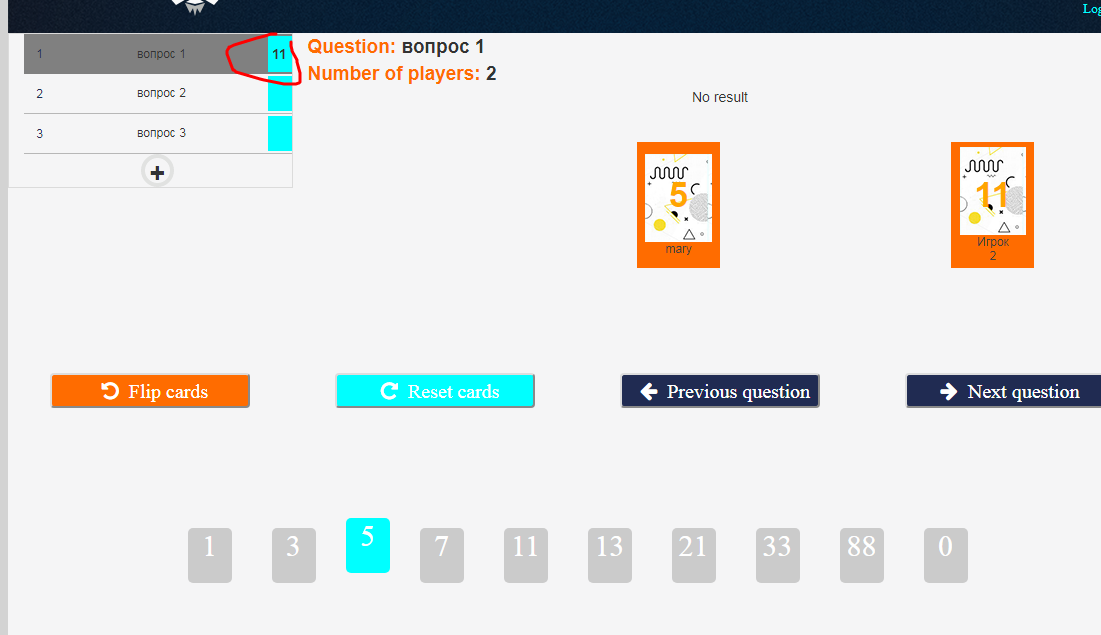 Log
1 вопрос 1 11
2 вопрос 2
3 вопрос 3
Question: вопрос 1
Number of players: 2
No result
5
mary
11
Игрок
2
Flip cards
Reset cards
Previous question
Next question
1 3 5 7 11 13 21 33 88 0